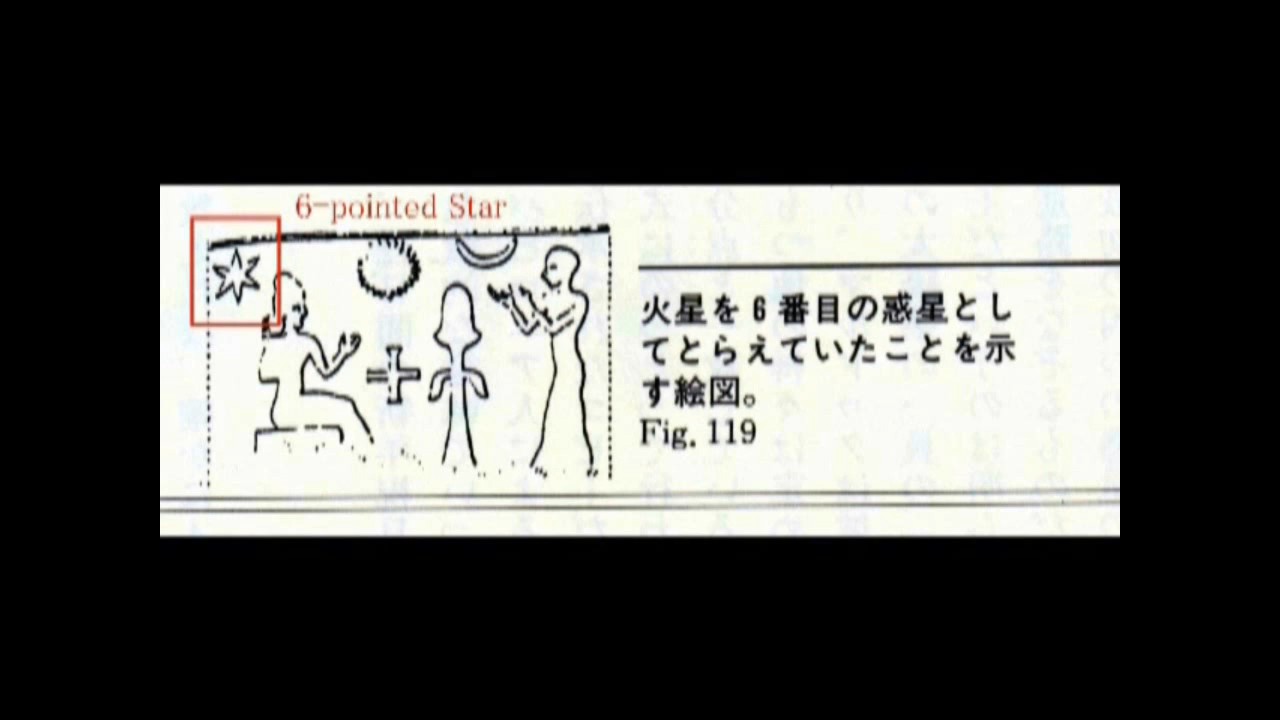 6-pointed Star
火星を6番目の惑星とし
てとらえていたことを示
す絵図。
Fig. 119